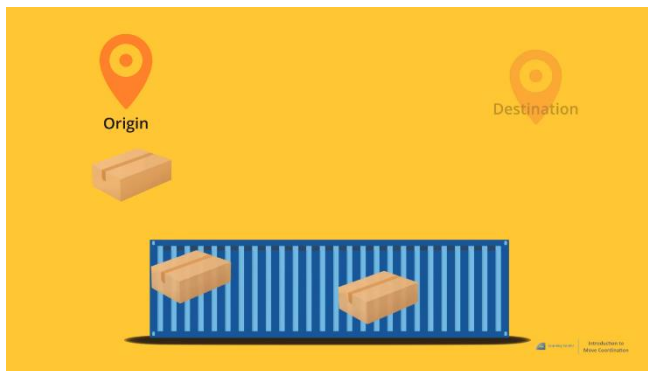 Origin
Destination
Introduction to
Move Coordination